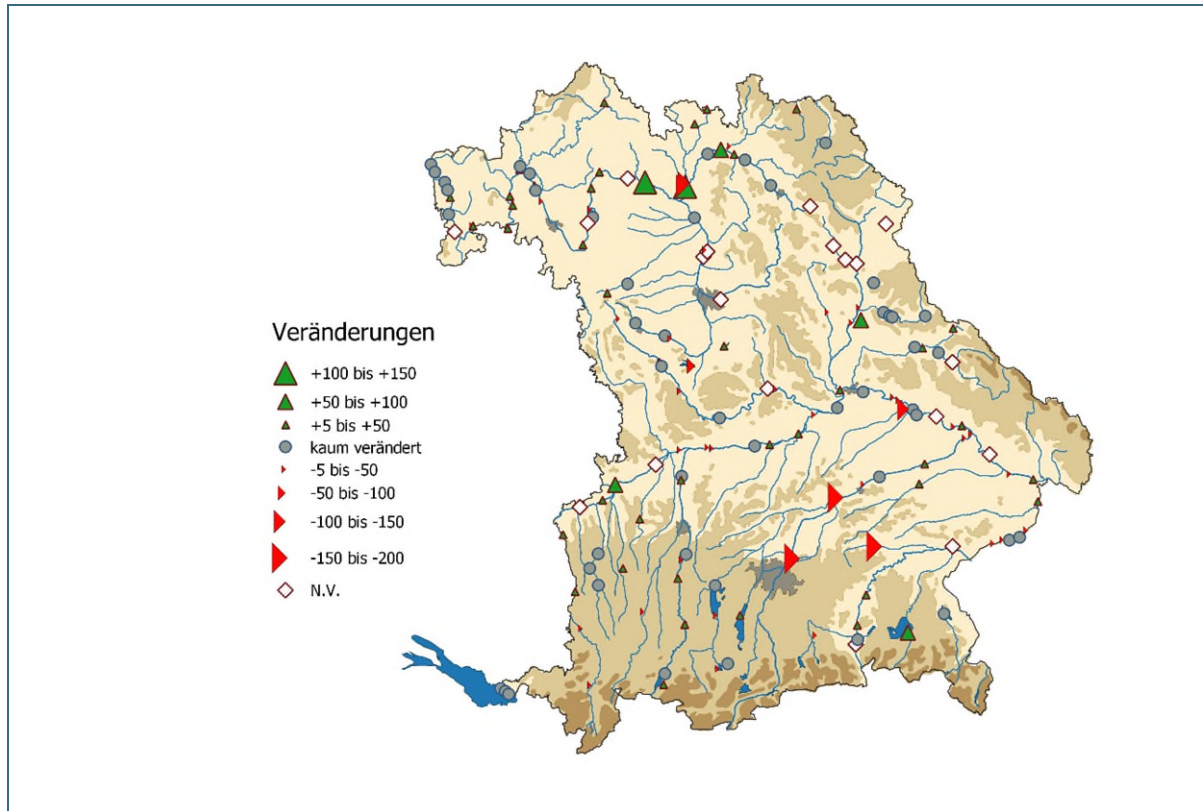 Veränderungen
+100 bis +150
+50 bis +100
+5 bis +50
kaum verändert
-5 bis -50
-50 bis -100
-100 bis -150
-150 bis -200
N.V.